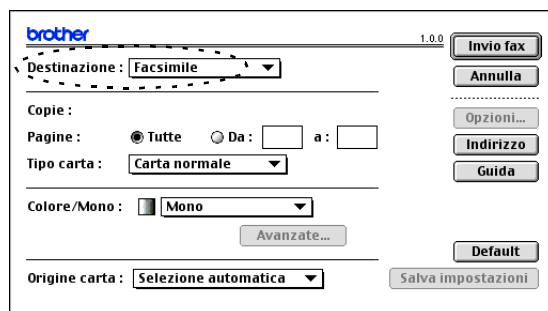 brother
1.0.0
Invio fax
Destinazione : Facsimile
Annulla
Copie :
Opzioni...
Pagine : Tutte Da : a :
Indirizzo
Tipo carta : Carta normale
Guida
Colore/Mono : Mono
Avanzate...
Default
Origine carta : Selezione automatica
Salva impostazioni